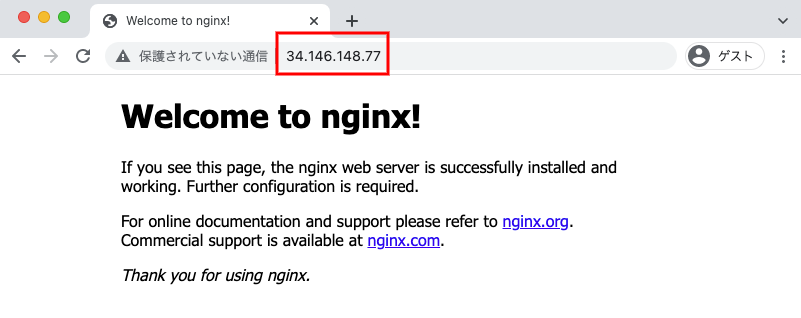 Welcome to nginx!
保護されていない通信
34.146.148.77
ゲスト
Welcome to nginx!
If you see this page, the nginx web server is successfully installed and
working. Further configuration is required.
For online documentation and support please refer to nginx.org.
Commercial support is available at nginx.com.
Thank you for using nginx.